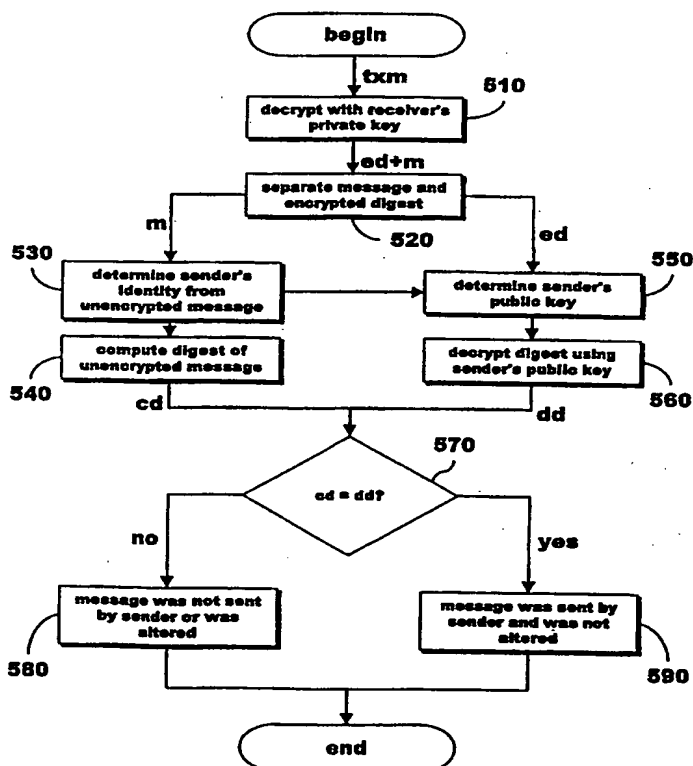 begin
txm
510
decrypt with receiver's
private key
ed+m
separate message and
encrypted digest
520
m
ed
530
determine sender's
identity from
unencrypted message
550
determine sender's
public key
540
compute digest of
unencrypted message
decrypt digest using
sender's public key
560
cd
dd
570
cd = dd?
no
yes
message was not sent
by sender or was
altered
580
message was sent by
sender and was not
altered
590
end